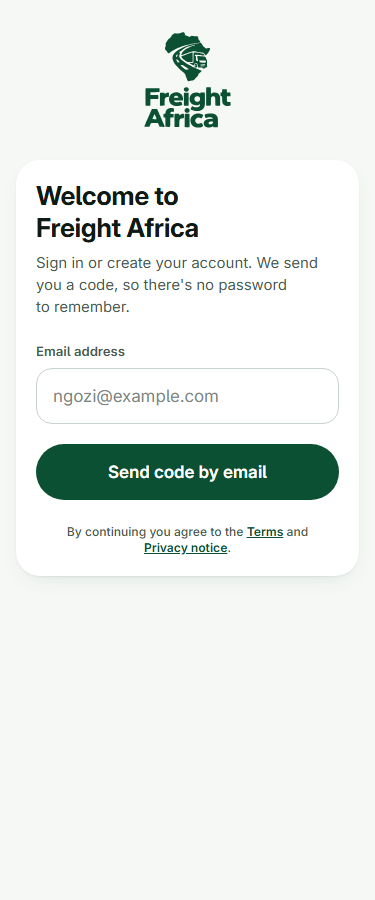 Freight
Africa
Welcome to
Freight Africa
Sign in or create your account. We send
you a code, so there's no password
to remember.
Email address
ngozi@example.com
Send code by email
By continuing you agree to the Terms and
Privacy notice.